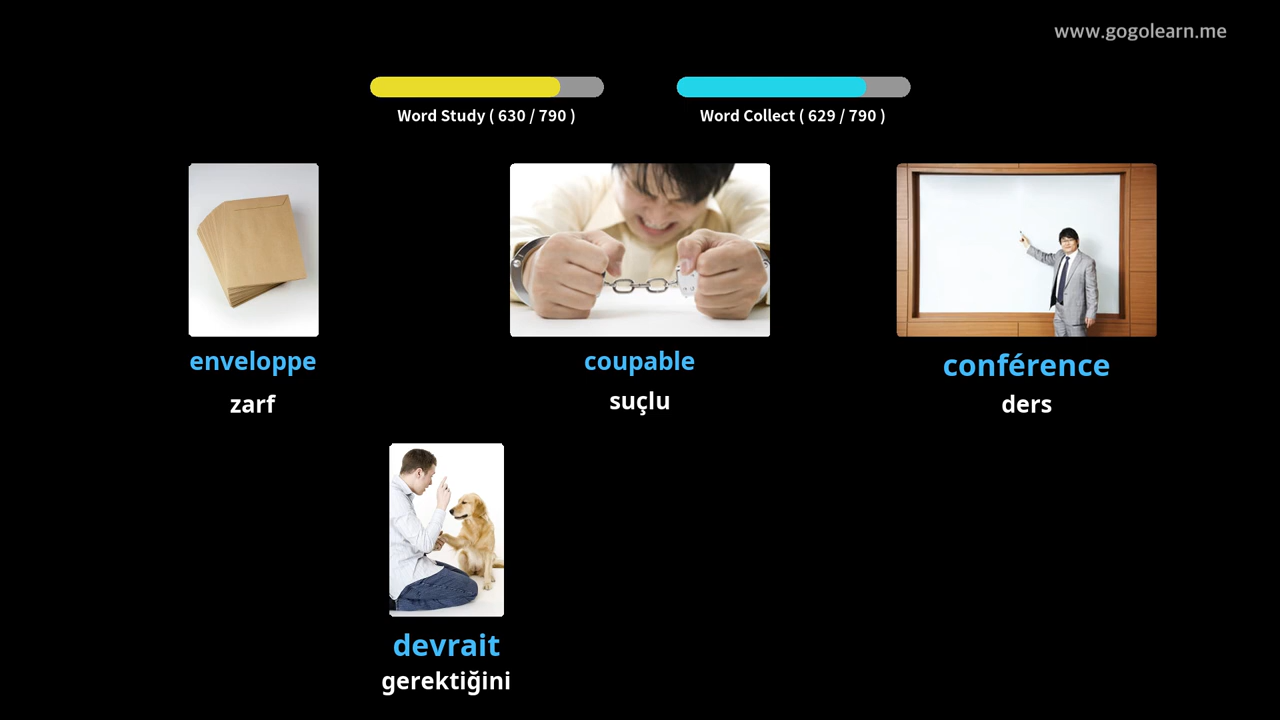 www.gogolearn.me
Word Study ( 630 / 790 )
Word Collect ( 629 / 790 )
enveloppe
zarf
coupable
suçlu
conférence
ders
devrait
gerektiğini